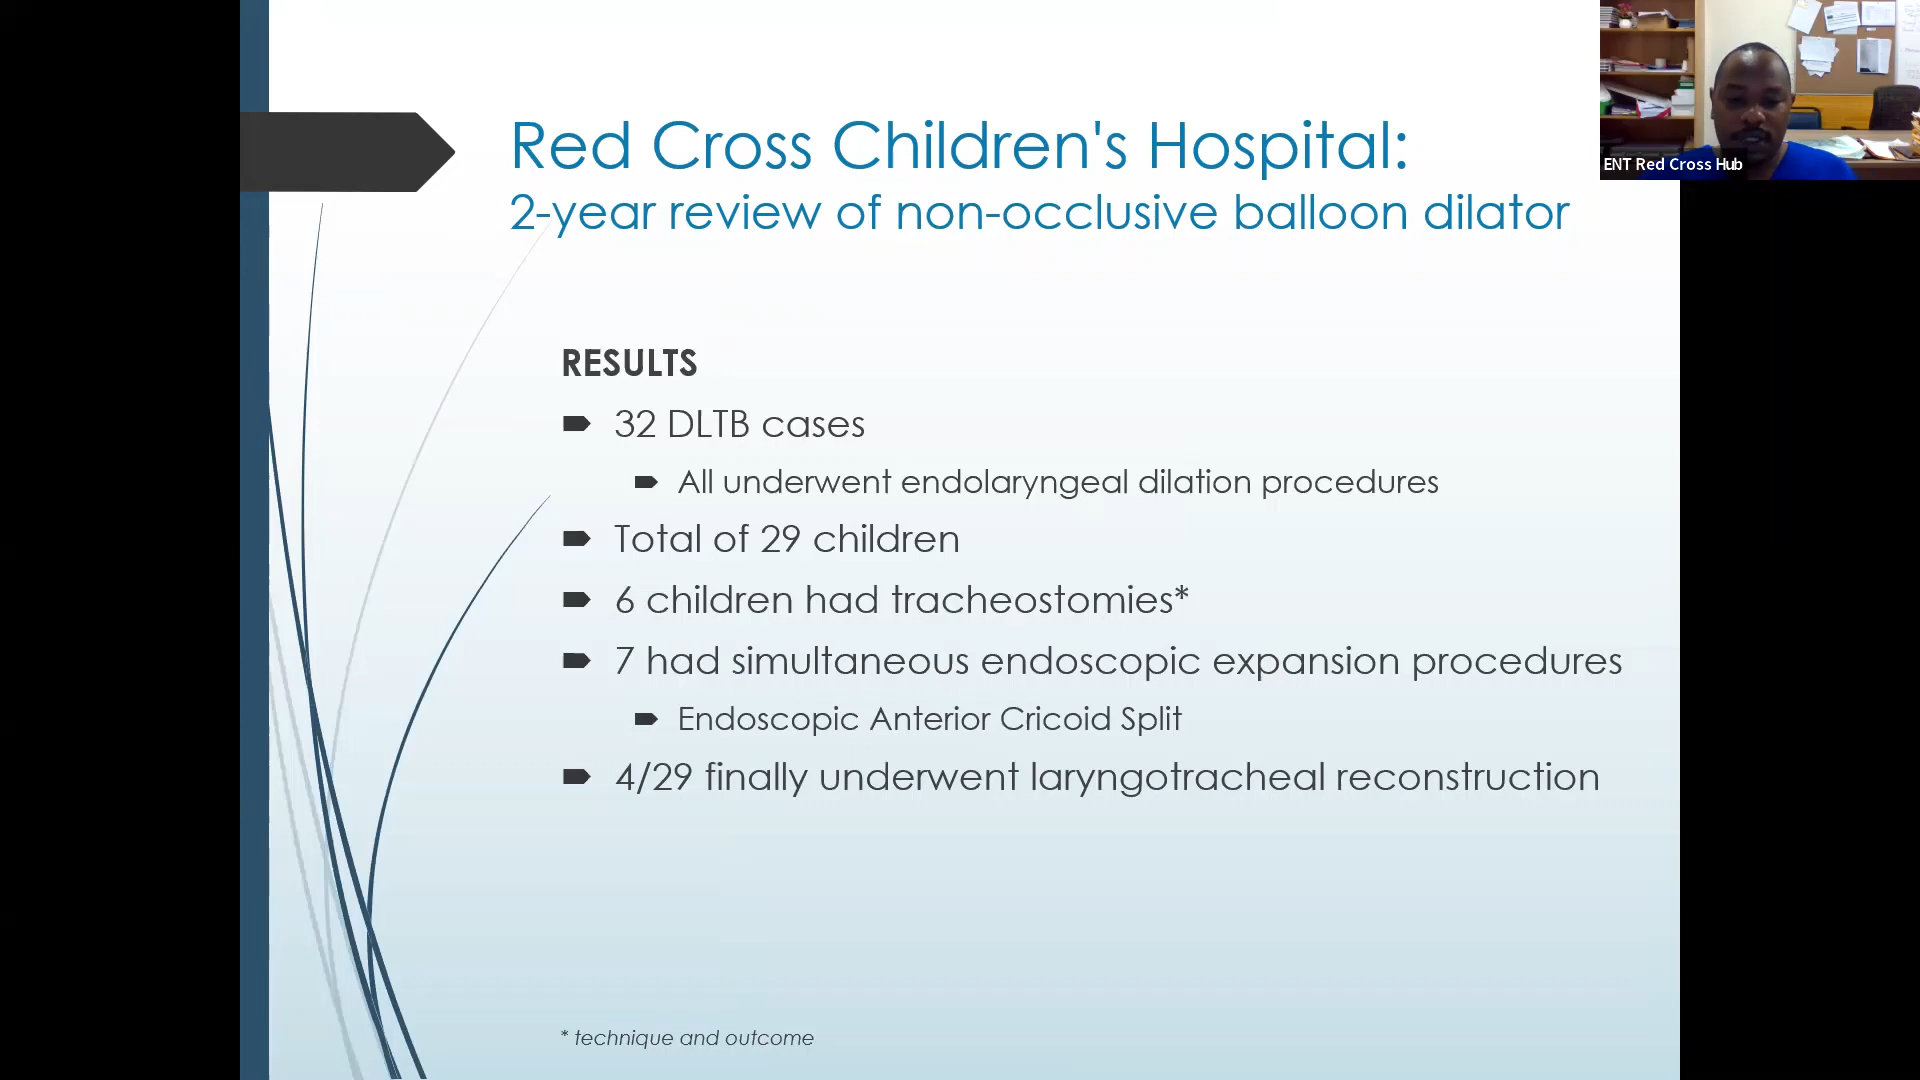 Red Cross Children's Hospital:
2-year review of non-occlusive balloon dilator
ENT Red Cross Hub
RESULTS
32 DLTB cases
All underwent endolaryngeal dilation procedures
Total of 29 children
6 children had tracheostomies*
7 had simultaneous endoscopic expansion procedures
Endoscopic Anterior Cricoid Split
4/29 finally underwent laryngotracheal reconstruction
* technique and outcome